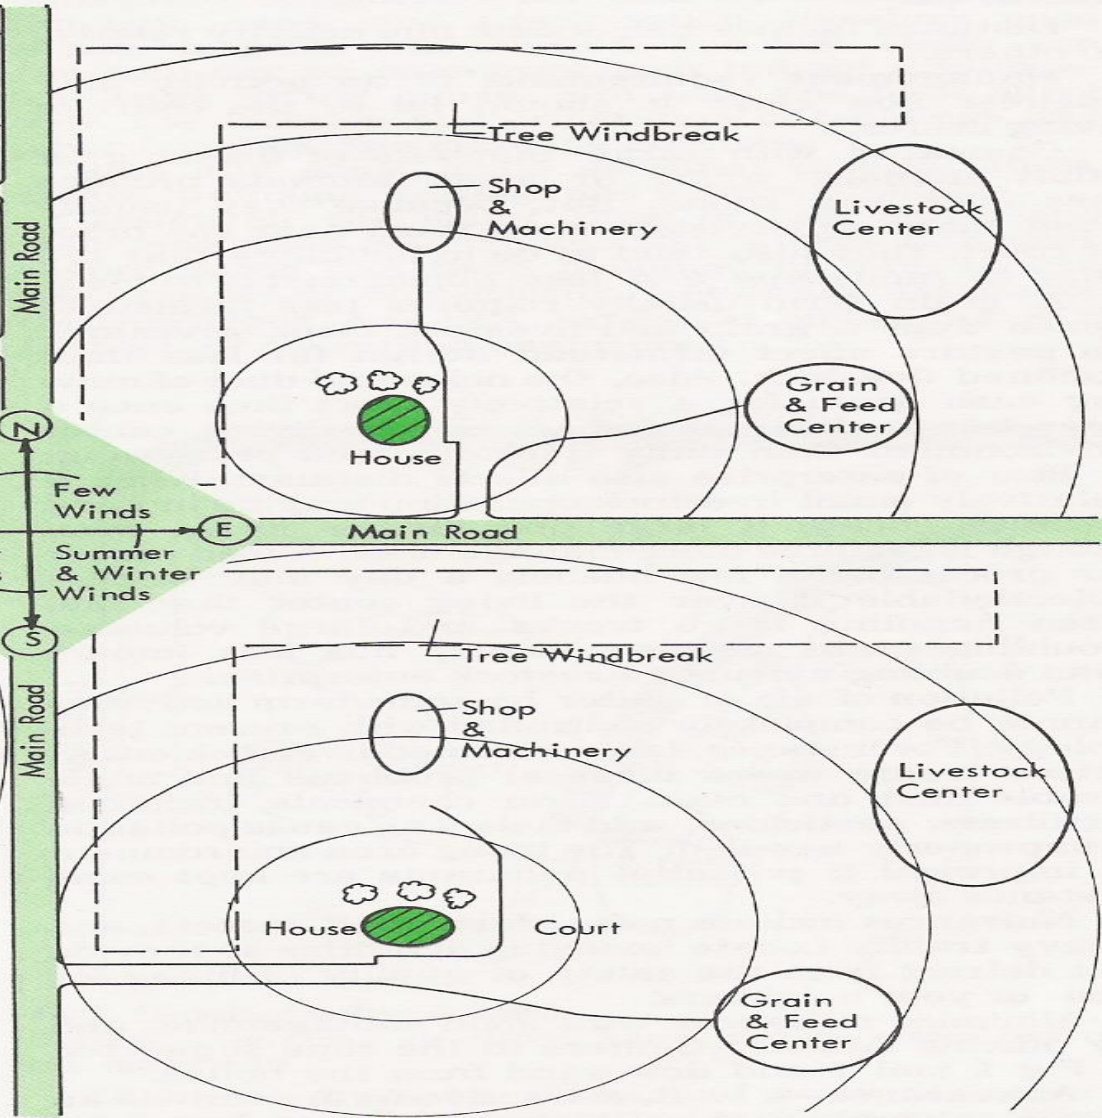 Tree Windbreak
Shop
&
Machinery
Livestock
Center
Main Road
Grain
& Feed
Center
House
N
Few
Winds
E
Main Road
Summer
& Winter
Winds
S
Tree Windbreak
Shop
&
Machinery
Main Road
Livestock
Center
House
Court
Grain
& Feed
Center